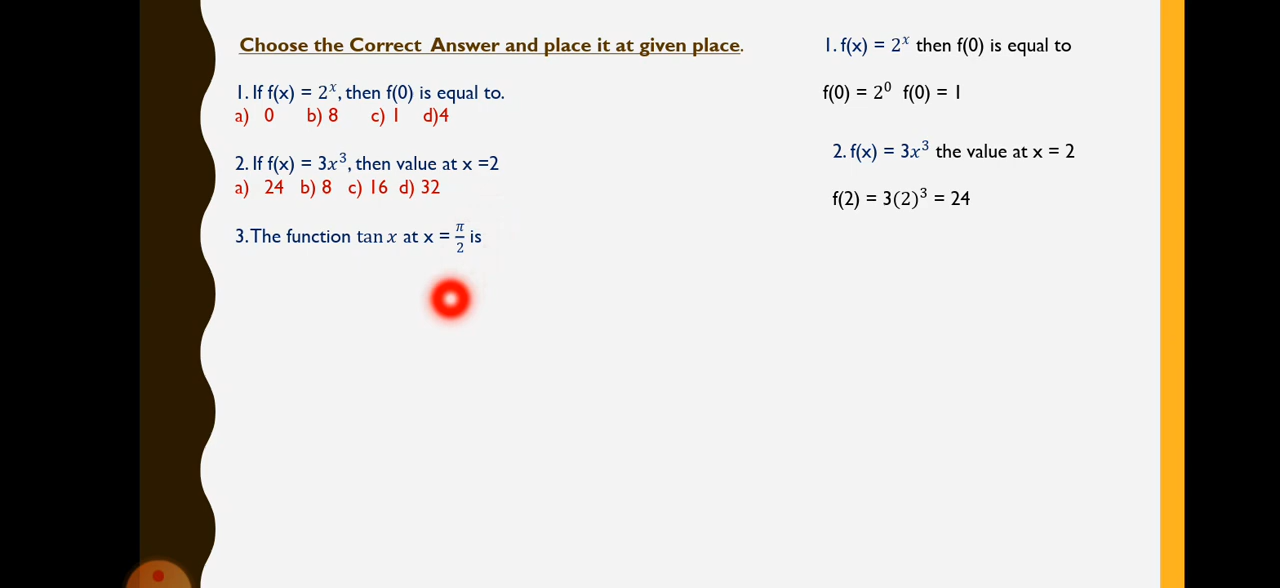 Choose the Correct Answer and place it at given place.
1. If f(x) = 2ˣ, then f(0) is equal to.
a) 0 b) 8 c) 1 d)4
2. If f(x) = 3x³, then value at x =2
a) 24 b) 8 c) 16 d) 32
3. The function tan x at x = π/2 is
1. f(x) = 2ˣ then f(0) is equal to
f(0) = 2⁰ f(0) = 1
2. f(x) = 3x³ the value at x = 2
f(2) = 3(2)³ = 24